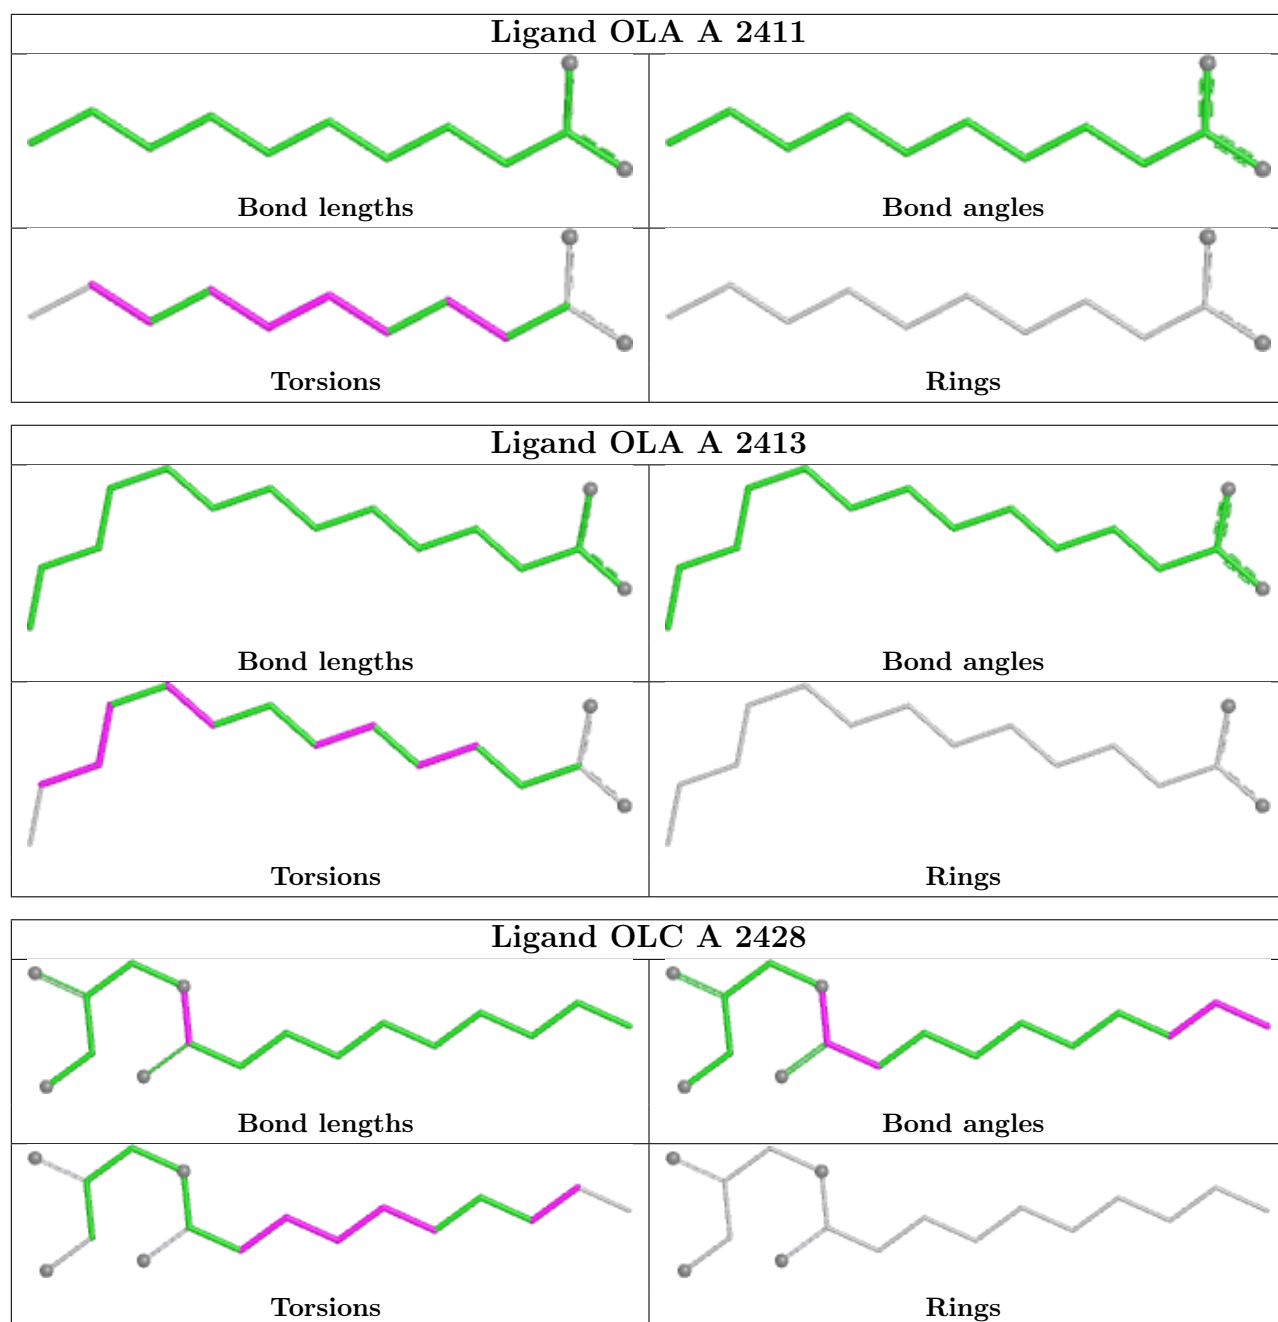 Ligand OLA A 2411
Bond lengths
Bond angles
Torsions
Rings
Ligand OLA A 2413
Bond lengths
Bond angles
Torsions
Rings
Ligand OLC A 2428
Bond lengths
Bond angles
Torsions
Rings